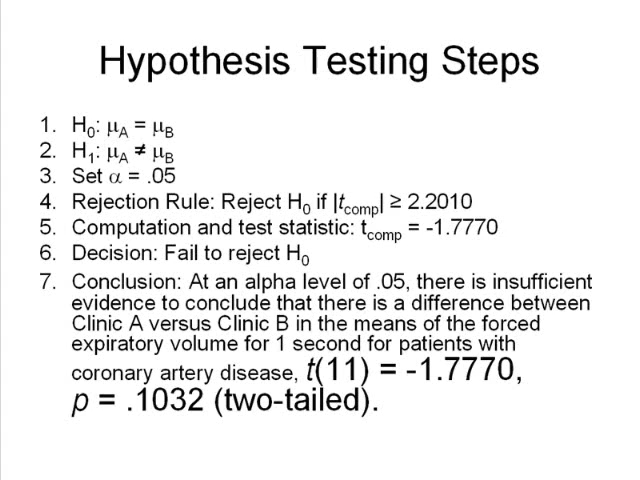 Hypothesis Testing Steps
1. H₀: μA = μB
2. H₁: μA ≠ μB
3. Set α = .05
4. Rejection Rule: Reject H₀ if |tcomp| ≥ 2.2010
5. Computation and test statistic: tcomp = -1.7770
6. Decision: Fail to reject H₀
7. Conclusion: At an alpha level of .05, there is insufficient
evidence to conclude that there is a difference between
Clinic A versus Clinic B in the means of the forced
expiratory volume for 1 second for patients with
coronary artery disease, t(11) = -1.7770,
p = .1032 (two-tailed).